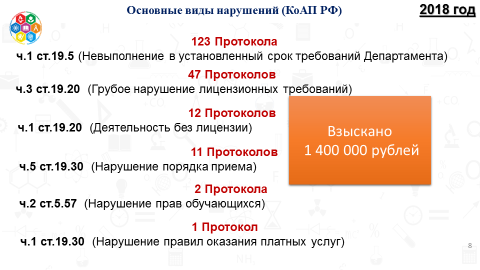 Основные виды нарушений (КоАП РФ)
2018 год
123 Протокола
ч.1 ст.19.5 (Невыполнение в установленный срок требований Департамента)
47 Протоколов
ч.3 ст.19.20 (Грубое нарушение лицензионных требований)
12 Протоколов
ч.1 ст.19.20 (Деятельность без лицензии)
11 Протоколов
ч.5 ст.19.30 (Нарушение порядка приема)
2 Протокола
ч.2 ст.5.57 (Нарушение прав обучающихся)
1 Протокол
ч.1 ст.19.30 (Нарушение правил оказания платных услуг)
Взыскано
1 400 000 рублей
8